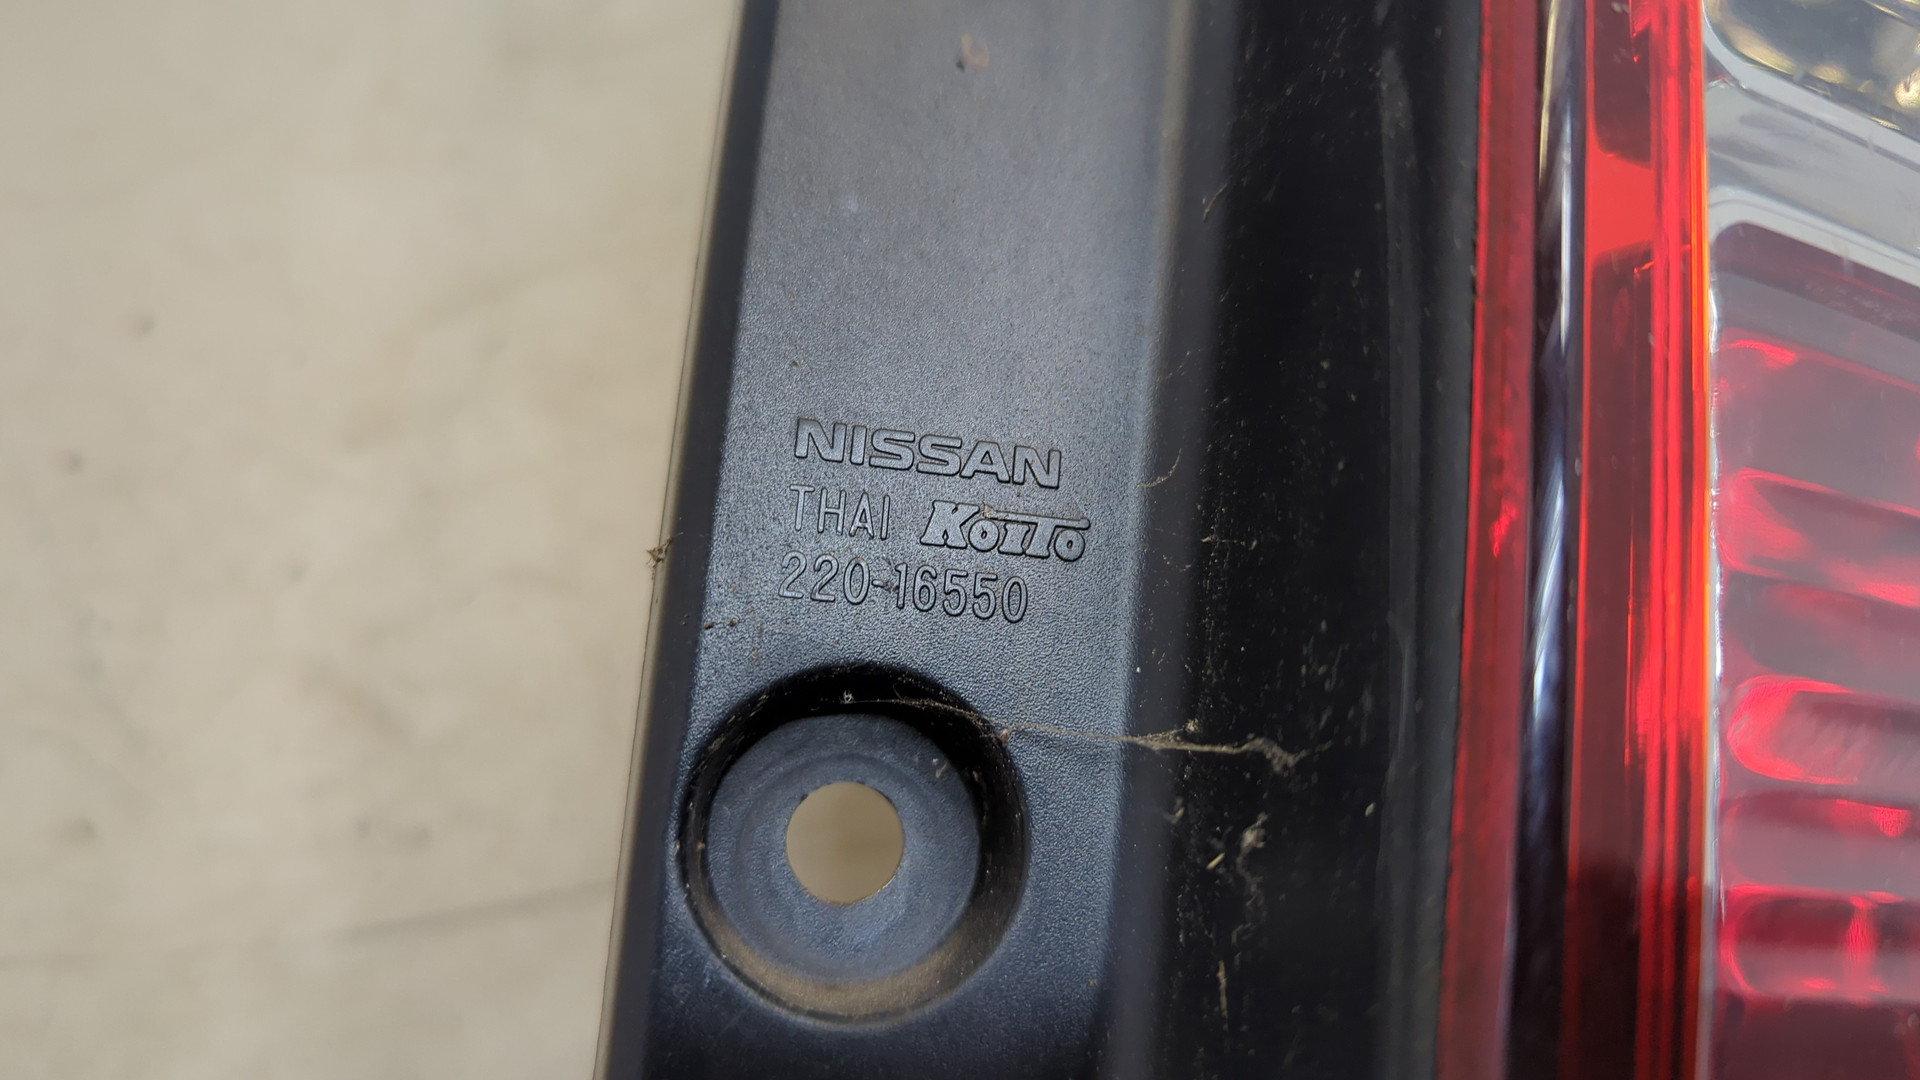 NISSAN
THAI KOITO
220-16550